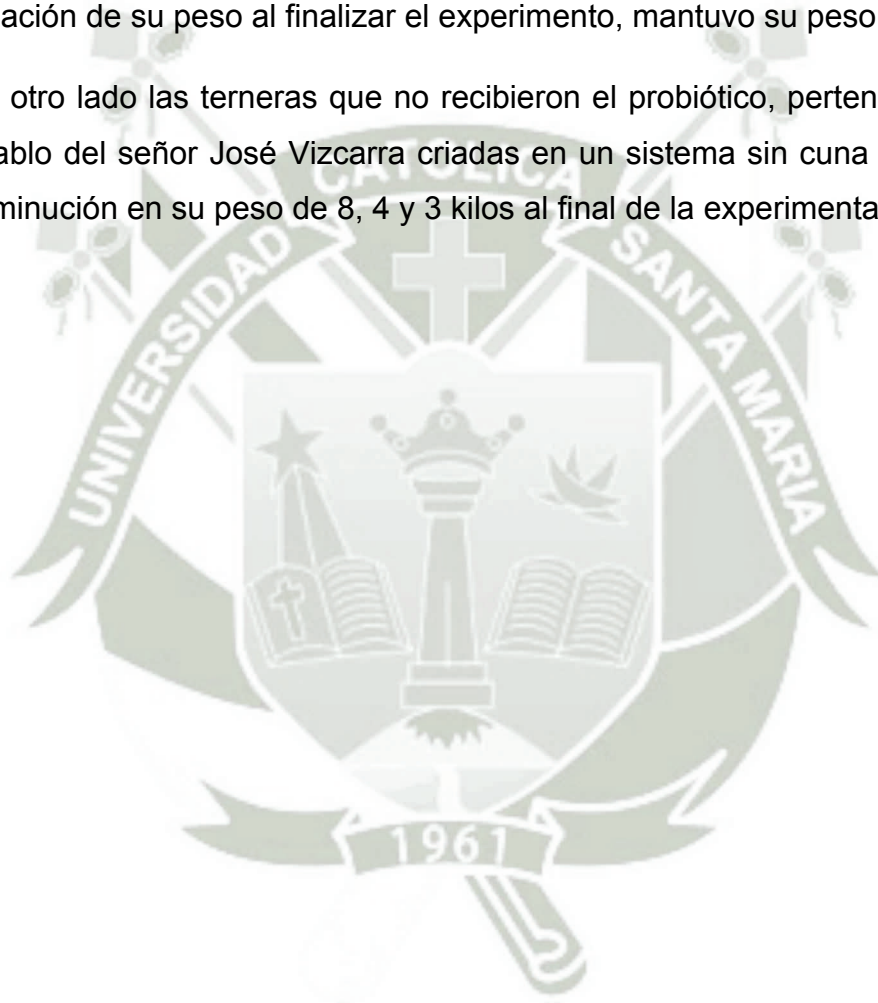 ación de su peso al finalizar el experimento, mantuvo su peso
otro lado las terneras que no recibieron el probiótico, perten
ablo del señor José Vizcarra criadas en un sistema sin cuna
minución en su peso de 8, 4 y 3 kilos al final de la experimenta
UNIVERSIDAD CATOLICA SANTA MARIA
1961